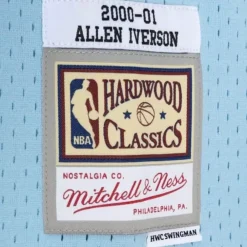 2000-01
ALLEN IVERSON
HARDWOOD
NBA
CLASSICS
NOSTALGIA CO.
Mitchell & Ness
PHILADELPHIA, PA.
HWC SWINGMAN